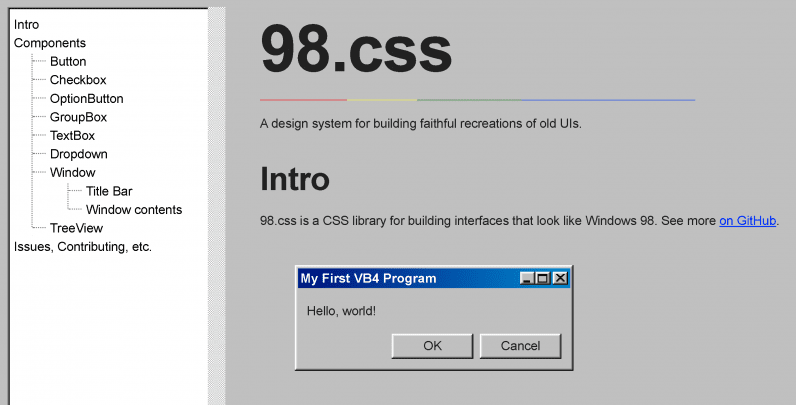 Intro
Components
Button
Checkbox
OptionButton
GroupBox
TextBox
Dropdown
Window
Title Bar
Window contents
TreeView
Issues, Contributing, etc.
98.css
A design system for building faithful recreations of old UIs.
Intro
98.css is a CSS library for building interfaces that look like Windows 98. See more on GitHub.
My First VB4 Program
Hello, world!
OK Cancel